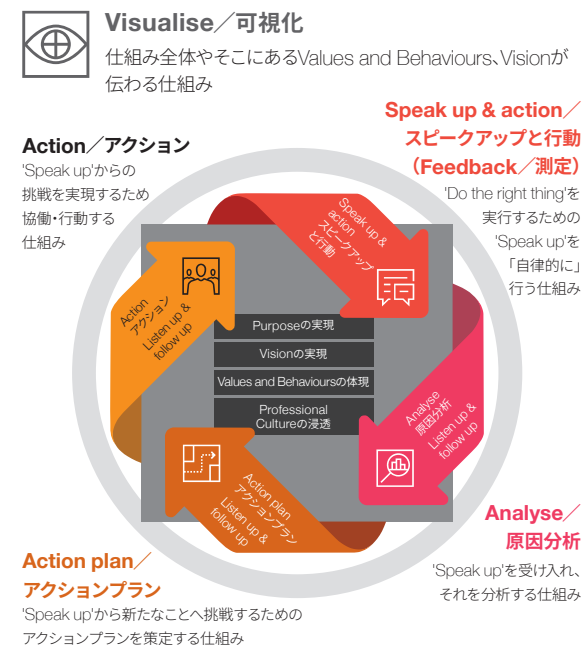 Visualise／可視化
仕組み全体やそこにあるValues and Behaviours、Visionが
伝わる仕組み
Speak up & action／
スピークアップと行動
（Feedback／測定）
'Do the right thing'を
実行するための
'Speak up'を
「自律的に」
行う仕組み
Action／アクション
'Speak up'からの
挑戦を実現するため
協働・行動する
仕組み
Speak up &
action
スピークアップ
と行動
Action
アクション
Listen up &
follow up
Purposeの実現
Visionの実現
Values and Behavioursの体現
Professional
Cultureの浸透
Analyse
原因分析
Listen up &
follow up
Action plan
アクションプラン
Listen up &
follow up
Analyse／
原因分析
'Speak up'を受け入れ、
それを分析する仕組み
Action plan／
アクションプラン
'Speak up'から新たなことへ挑戦するための
アクションプランを策定する仕組み